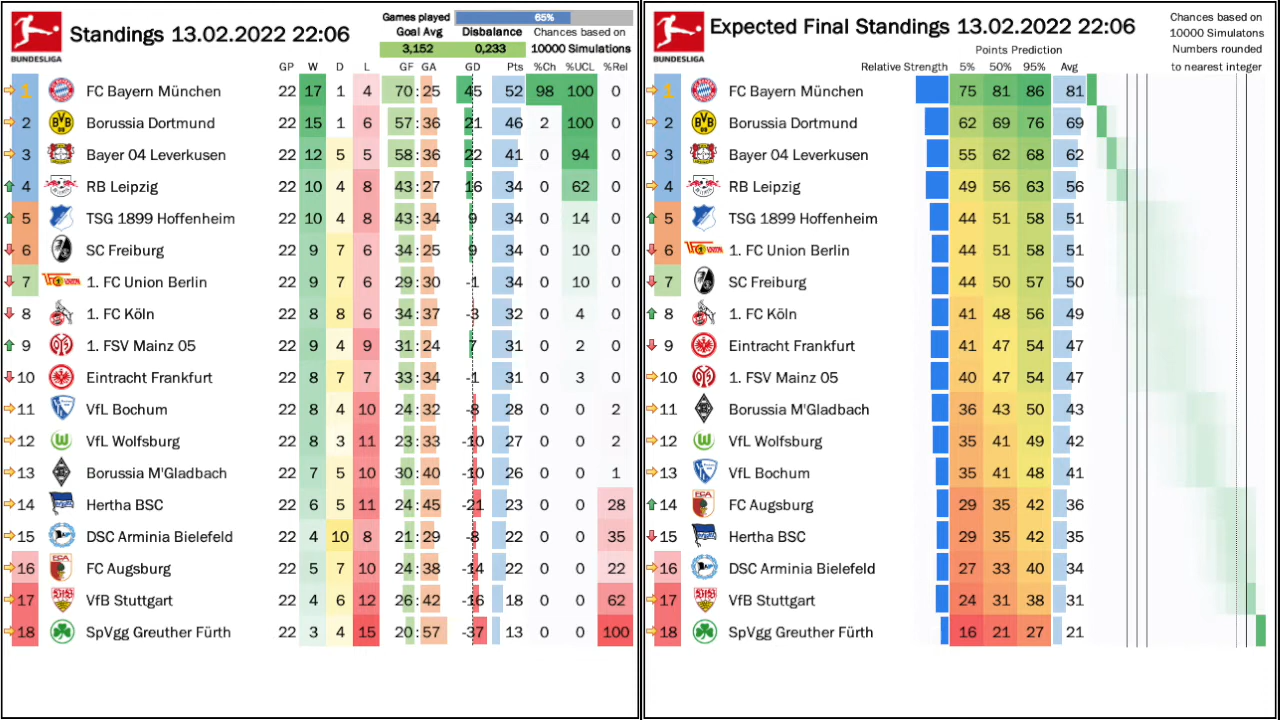 Games played 65%
BUNDESLIGA
Standings 13.02.2022 22:06
Goal Avg Disbalance Chances based on
3,152 0,233 10000 Simulations
GP W D L GF GA GD Pts %Ch %UCL %Rel
1 FC Bayern München 22 17 1 4 70:25 45 52 98 100 0
2 Borussia Dortmund 22 15 1 6 57:36 21 46 2 100 0
3 Bayer 04 Leverkusen 22 12 5 5 58:36 22 41 0 94 0
4 RB Leipzig 22 10 4 8 43:27 16 34 0 62 0
5 TSG 1899 Hoffenheim 22 10 4 8 43:34 9 34 0 14 0
6 SC Freiburg 22 9 7 6 34:25 9 34 0 10 0
7 1. FC Union Berlin 22 9 7 6 29:30 -1 34 0 10 0
8 1. FC Köln 22 8 8 6 34:37 -3 32 0 4 0
9 1. FSV Mainz 05 22 9 4 9 31:24 7 31 0 2 0
10 Eintracht Frankfurt 22 8 7 7 33:34 -1 31 0 3 0
11 VfL Bochum 22 8 4 10 24:32 -8 28 0 0 2
12 VfL Wolfsburg 22 8 3 11 23:33 -10 27 0 0 2
13 Borussia M'Gladbach 22 7 5 10 30:40 -10 26 0 0 1
14 Hertha BSC 22 6 5 11 24:45 -21 23 0 0 28
15 DSC Arminia Bielefeld 22 4 10 8 21:29 -8 22 0 0 35
16 FC Augsburg 22 5 7 10 24:38 -14 22 0 0 22
17 VfB Stuttgart 22 4 6 12 26:42 -16 18 0 0 62
18 SpVgg Greuther Fürth 22 3 4 15 20:57 -37 13 0 0 100
BUNDESLIGA
Expected Final Standings 13.02.2022 22:06
Chances based on
10000 Simulatons
Numbers rounded
to nearest integer
Points Prediction
Relative Strength 5% 50% 95% Avg
1 FC Bayern München 75 81 86 81
2 Borussia Dortmund 62 69 76 69
3 Bayer 04 Leverkusen 55 62 68 62
4 RB Leipzig 49 56 63 56
5 TSG 1899 Hoffenheim 44 51 58 51
6 1. FC Union Berlin 44 51 58 51
7 SC Freiburg 44 50 57 50
8 1. FC Köln 41 48 56 49
9 Eintracht Frankfurt 41 47 54 47
10 1. FSV Mainz 05 40 47 54 47
11 Borussia M'Gladbach 36 43 50 43
12 VfL Wolfsburg 35 41 49 42
13 VfL Bochum 35 41 48 41
14 FC Augsburg 29 35 42 36
15 Hertha BSC 29 35 42 35
16 DSC Arminia Bielefeld 27 33 40 34
17 VfB Stuttgart 24 31 38 31
18 SpVgg Greuther Fürth 16 21 27 21